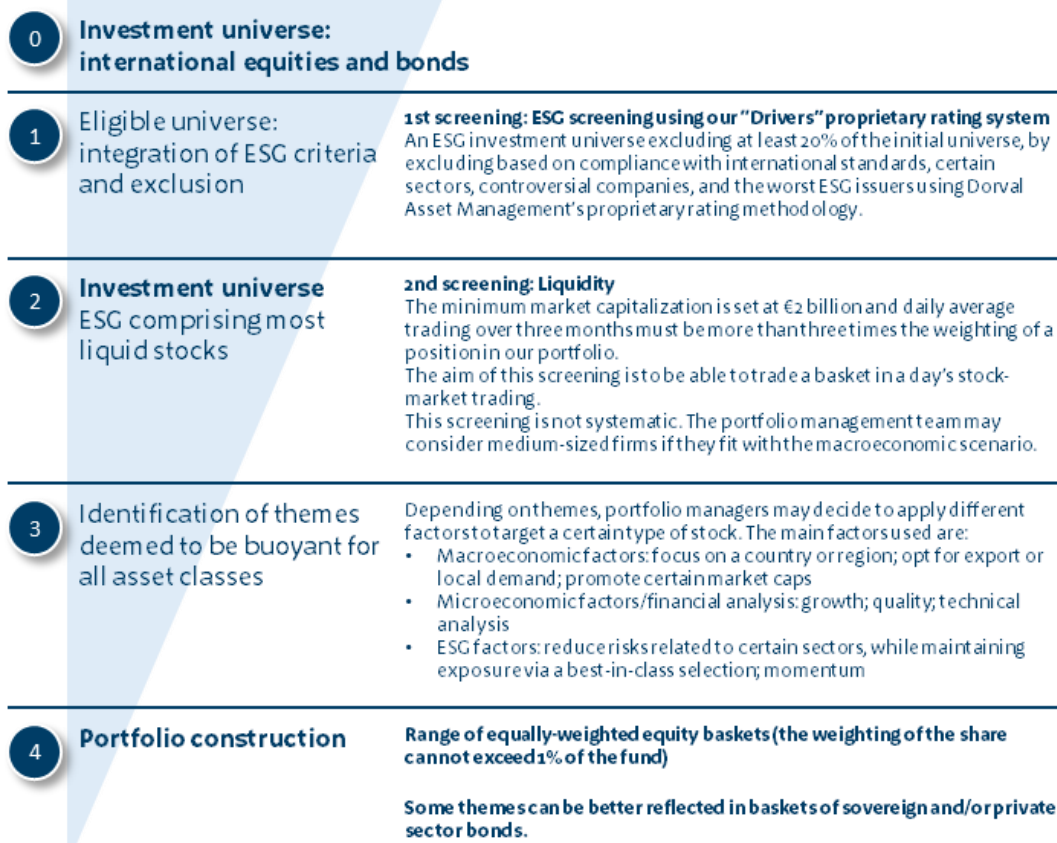 0
Investment universe:
international equities and bonds
1
Eligible universe:
integration of ESG criteria
and exclusion
1st screening: ESG screening using our "Drivers" proprietary rating system
An ESG investment universe excluding at least 20% of the initial universe, by
excluding based on compliance with international standards, certain
sectors, controversial companies, and the worst ESG issuers using Dorval
Asset Management's proprietary rating methodology.
2
Investment universe
ESG comprising most
liquid stocks
2nd screening: Liquidity
The minimum market capitalization is set at €2 billion and daily average
trading over three months must be more than three times the weighting of a
position in our portfolio.
The aim of this screening is to be able to trade a basket in a day's stock-
market trading.
This screening is not systematic. The portfolio management team may
consider medium-sized firms if they fit with the macroeconomic scenario.
3
Identification of themes
deemed to be buoyant for
all asset classes
Depending on themes, portfolio managers may decide to apply different
factors to target a certain type of stock. The main factors used are:
• Macroeconomic factors: focus on a country or region; opt for export or
local demand; promote certain market caps
• Microeconomic factors/financial analysis: growth; quality; technical
analysis
• ESG factors: reduce risks related to certain sectors, while maintaining
exposure via a best-in-class selection; momentum
4
Portfolio construction
Range of equally-weighted equity baskets (the weighting of the share
cannot exceed 1% of the fund)
Some themes can be better reflected in baskets of sovereign and/or private
sector bonds.